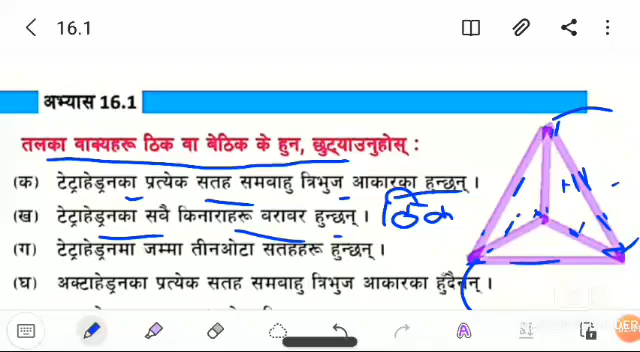 16.1
अभ्यास 16.1
तलका वाक्यहरू ठिक वा बेठिक के हुन्, छुट्याउनुहोस् :
(क) टेट्राहेड्रनका प्रत्येक सतह समबाहु त्रिभुज आकारका हुन्छन् ।
(ख) टेट्राहेड्रनका सबै किनाराहरू बराबर हुन्छन् । ठिक
(ग) टेट्राहेड्रनमा जम्मा तीनओटा सतहहरू हुन्छन् ।
(घ) अक्टाहेड्रनका प्रत्येक सतह समबाहु त्रिभुज आकारका हुँदैनन् ।